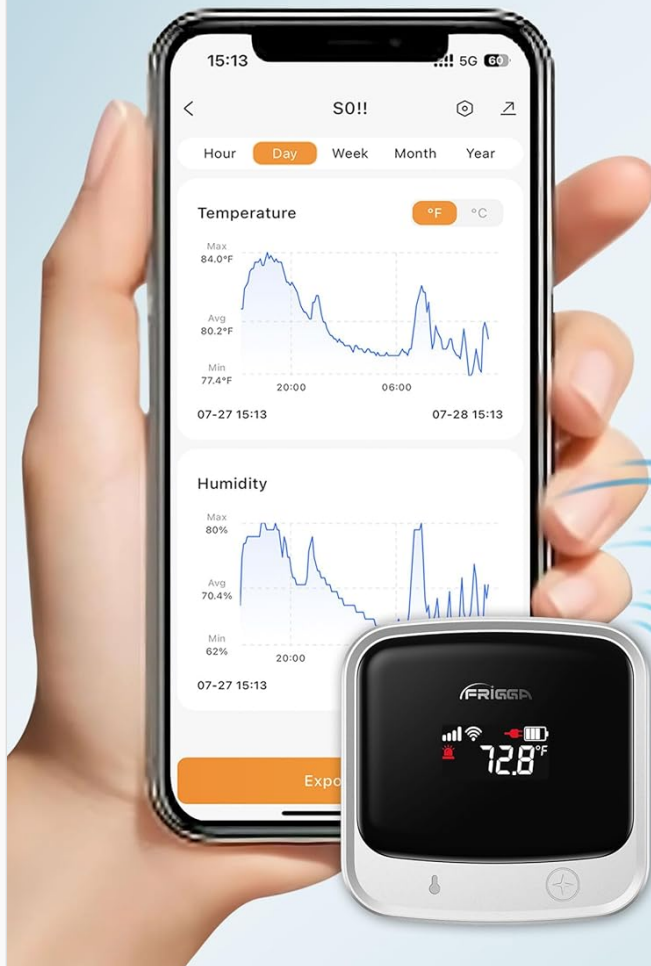 15:13
5G 60
S0!!
Hour Day Week Month Year
Temperature
°F °C
Max
84.0°F
Avg
80.2°F
Min
77.4°F
20:00 06:00
07-27 15:13 07-28 15:13
Humidity
Max
80%
Avg
70.4%
Min
62%
20:00
07-27 15:13
Expo
FRIGGA
72.8°F